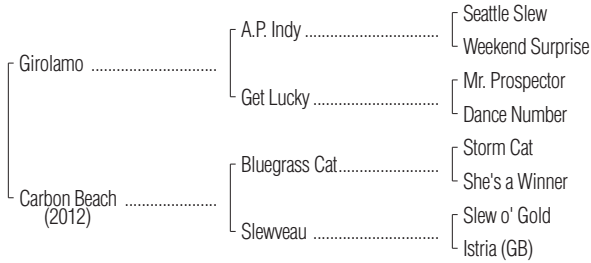 Seattle Slew
A.P. Indy ..............................
Weekend Surprise
Girolamo ............................
Mr. Prospector
Get Lucky ............................
Dance Number
Storm Cat
Bluegrass Cat......................
She's a Winner
Carbon Beach .....................
(2012)
Slew o' Gold
Slewveau ............................
Istria (GB)